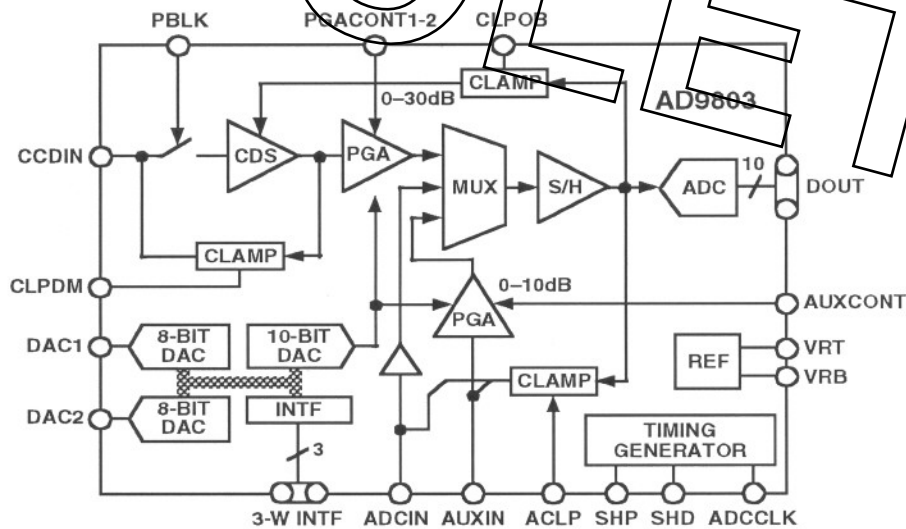 PBLK
PGACONT1-2
CLPOB
CLAMP
AD9803
0–30dB
CCDIN
CDS
PGA
MUX
S/H
ADC
10
DOUT
CLAMP
CLPDM
0–10dB
PGA
AUXCONT
DAC1
8-BIT
DAC
10-BIT
DAC
REF
VRT
VRB
CLAMP
DAC2
8-BIT
DAC
INTF
3
TIMING
GENERATOR
3-W INTF
ADCIN
AUXIN
ACLP
SHP
SHD
ADCCLK